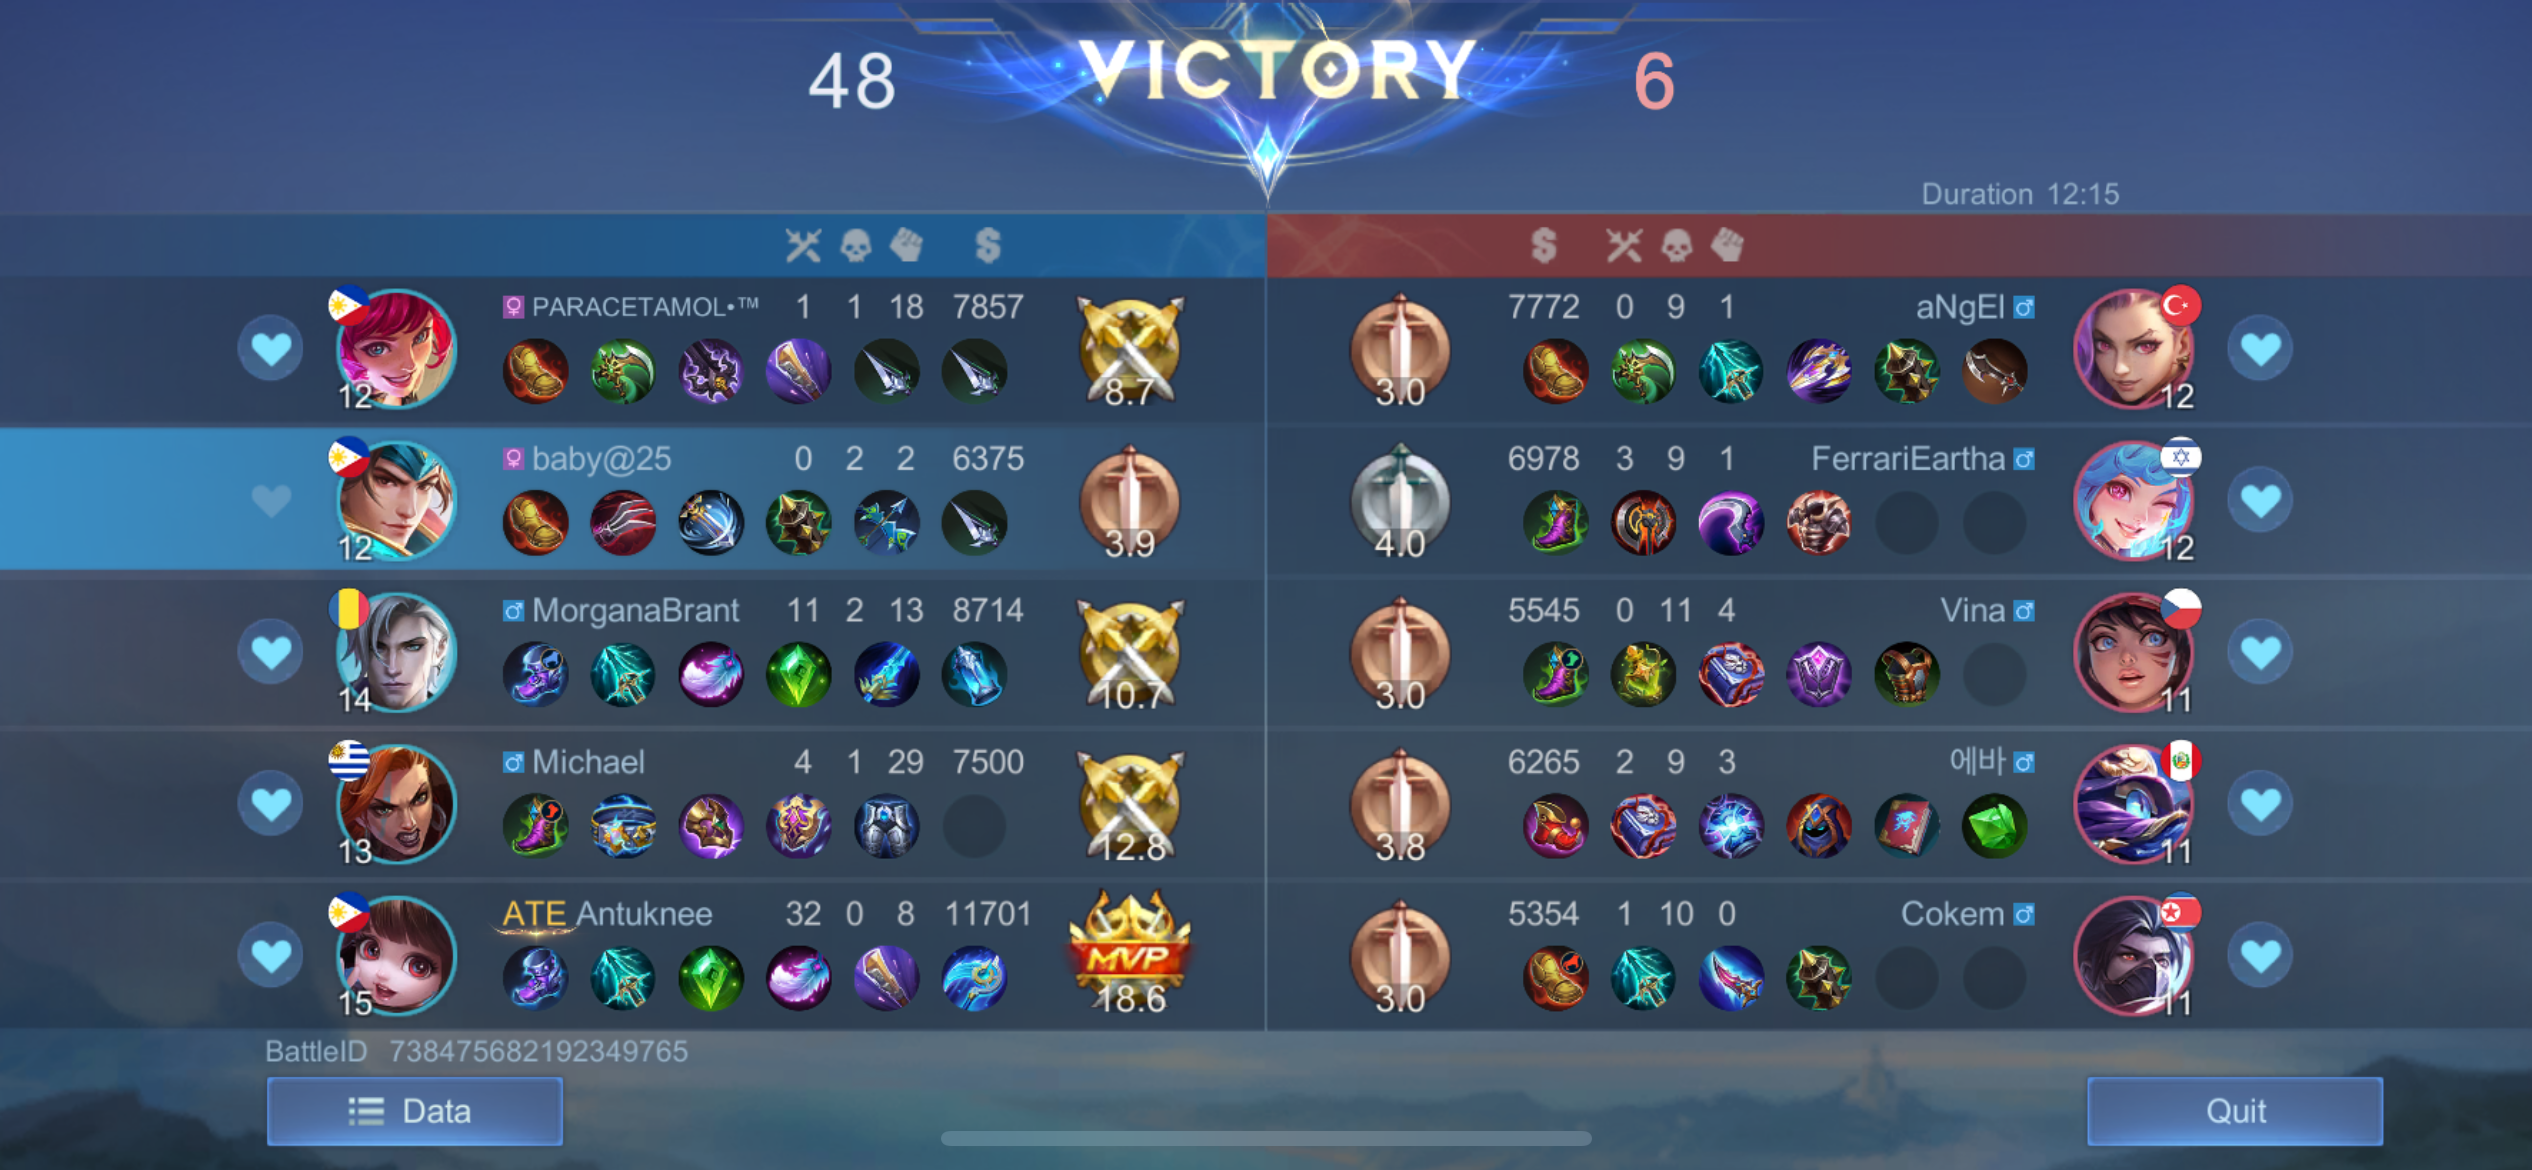 48 VICTORY 6
Duration 12:15
PARACETAMOL•™ 1 1 18 7857
12 8.7
3.0 7772 0 9 1 aNgEl
12
baby@25 0 2 2 6375
12 3.9
4.0 6978 3 9 1 FerrariEartha
12
MorganaBrant 11 2 13 8714
14 10.7
3.0 5545 0 11 4 Vina
11
Michael 4 1 29 7500
13 12.8
3.8 6265 2 9 3 에바
11
ATE Antuknee 32 0 8 11701
15 MVP 18.6
3.0 5354 1 10 0 Cokem
11
BattleID 738475682192349765
Data
Quit